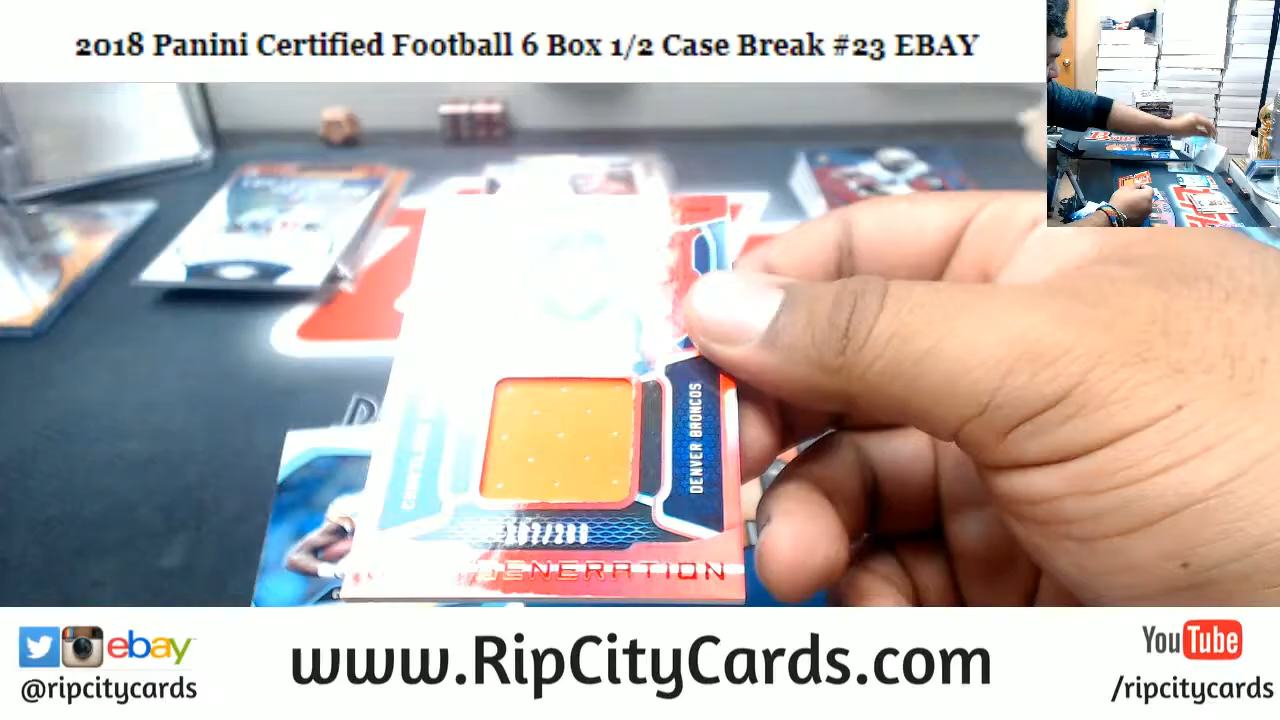 2018 Panini Certified Football 6 Box 1/2 Case Break #23 EBAY
DENVER BRONCOS
GENERATION
ebay
@ripcitycards
www.RipCityCards.com
YouTube
/ripcitycards